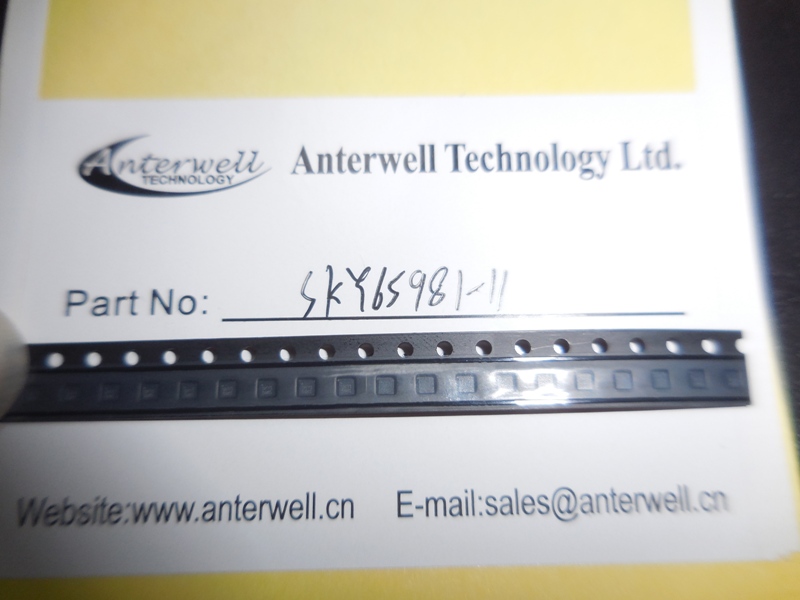 Anterwell
TECHNOLOGY
Anterwell Technology Ltd.
Part No: SKY65981-11
Website:www.anterwell.cn E-mail:sales@anterwell.cn